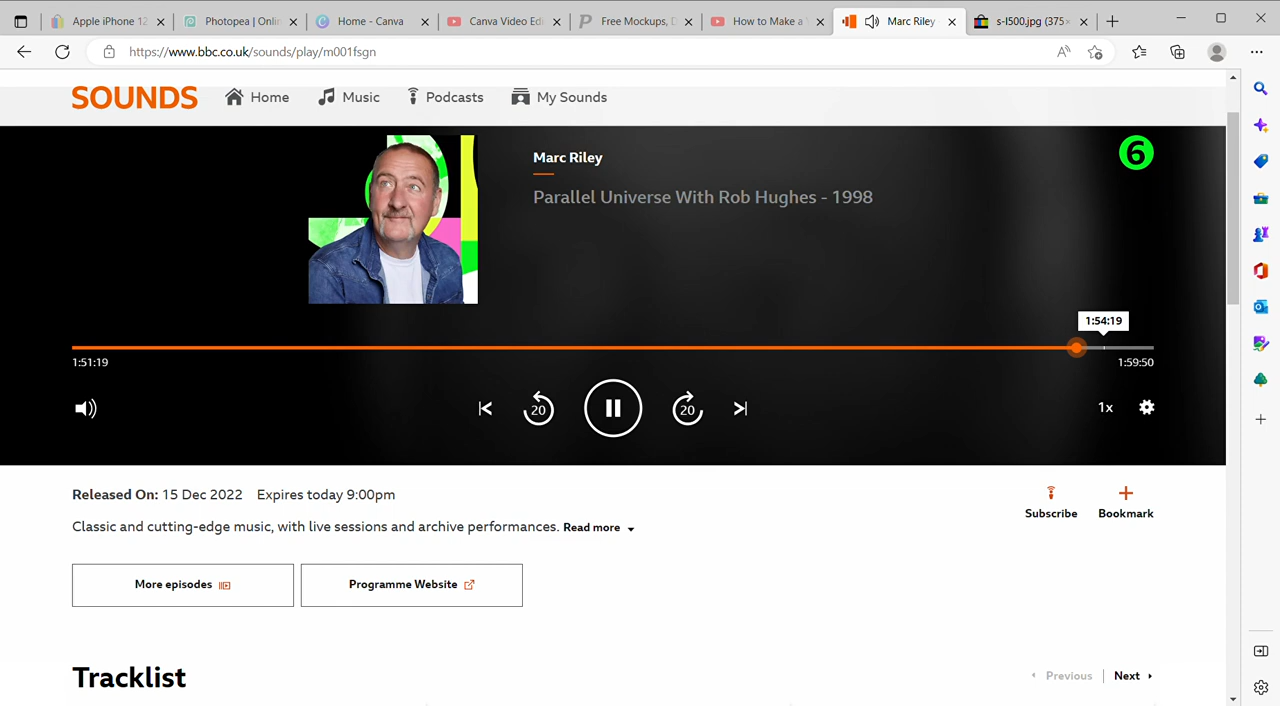 Apple iPhone 12
Photopea | Onli
Home - Canva
Canva Video Edi
Free Mockups, D
How to Make a
Marc Riley
s-l500.jpg (375×
https://www.bbc.co.uk/sounds/play/m001fsgn
SOUNDS
Home
Music
Podcasts
My Sounds
Marc Riley
6
Parallel Universe With Rob Hughes - 1998
1:54:19
1:51:19
1:59:50
20
20
1x
Released On: 15 Dec 2022 Expires today 9:00pm
Subscribe
Bookmark
Classic and cutting-edge music, with live sessions and archive performances. Read more
More episodes
Programme Website
Tracklist
Previous
Next